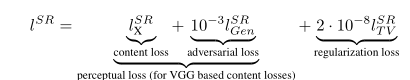 l^{SR} = l^{SR}_{X} + 10^{-3} l^{SR}_{Gen} + 2 · 10^{-8} l^{SR}_{TV}
content loss adversarial loss regularization loss
perceptual loss (for VGG based content losses)